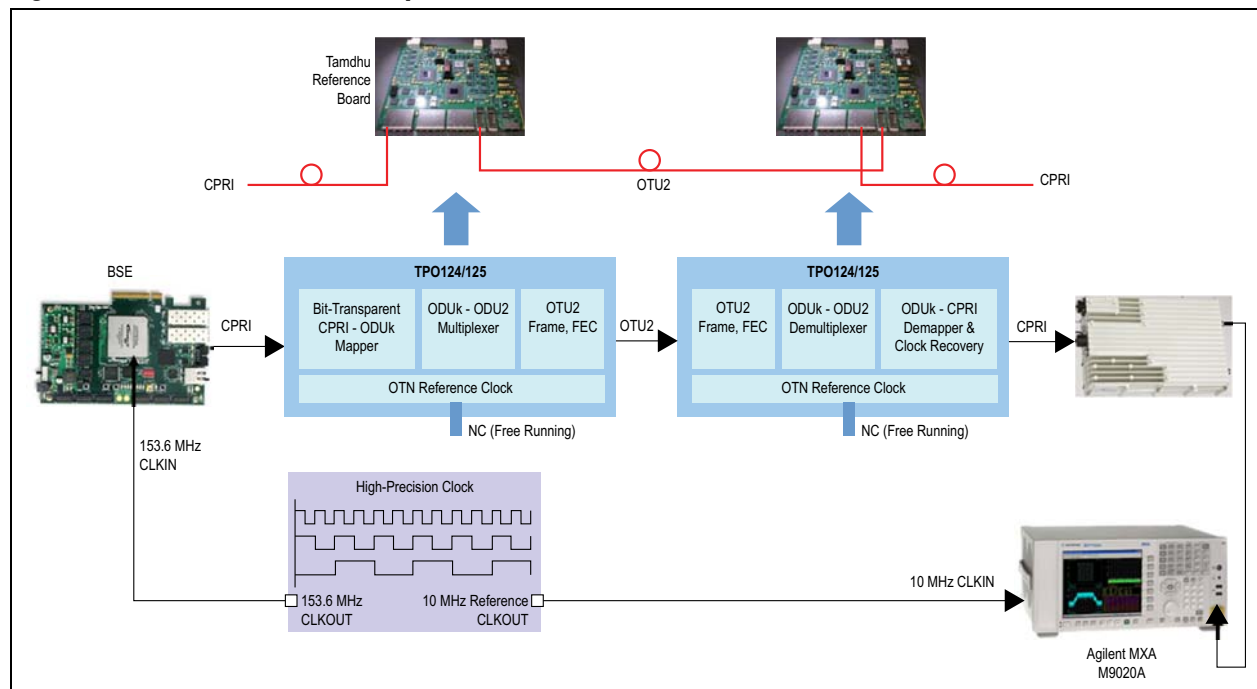 Tamdhu
Reference
Board
CPRI
OTU2
CPRI
BSE
TPO124/125
Bit-Transparent
CPRI - ODUk
Mapper
ODUk - ODU2
Multiplexer
OTU2
Frame, FEC
OTN Reference Clock
TPO124/125
OTU2
Frame, FEC
ODUk - ODU2
Demultiplexer
ODUk - CPRI
Demapper &
Clock Recovery
OTN Reference Clock
CPRI
OTU2
CPRI
NC (Free Running)
NC (Free Running)
153.6 MHz
CLKIN
High-Precision Clock
153.6 MHz
CLKOUT
10 MHz Reference
CLKOUT
10 MHz CLKIN
Agilent MXA
M9020A